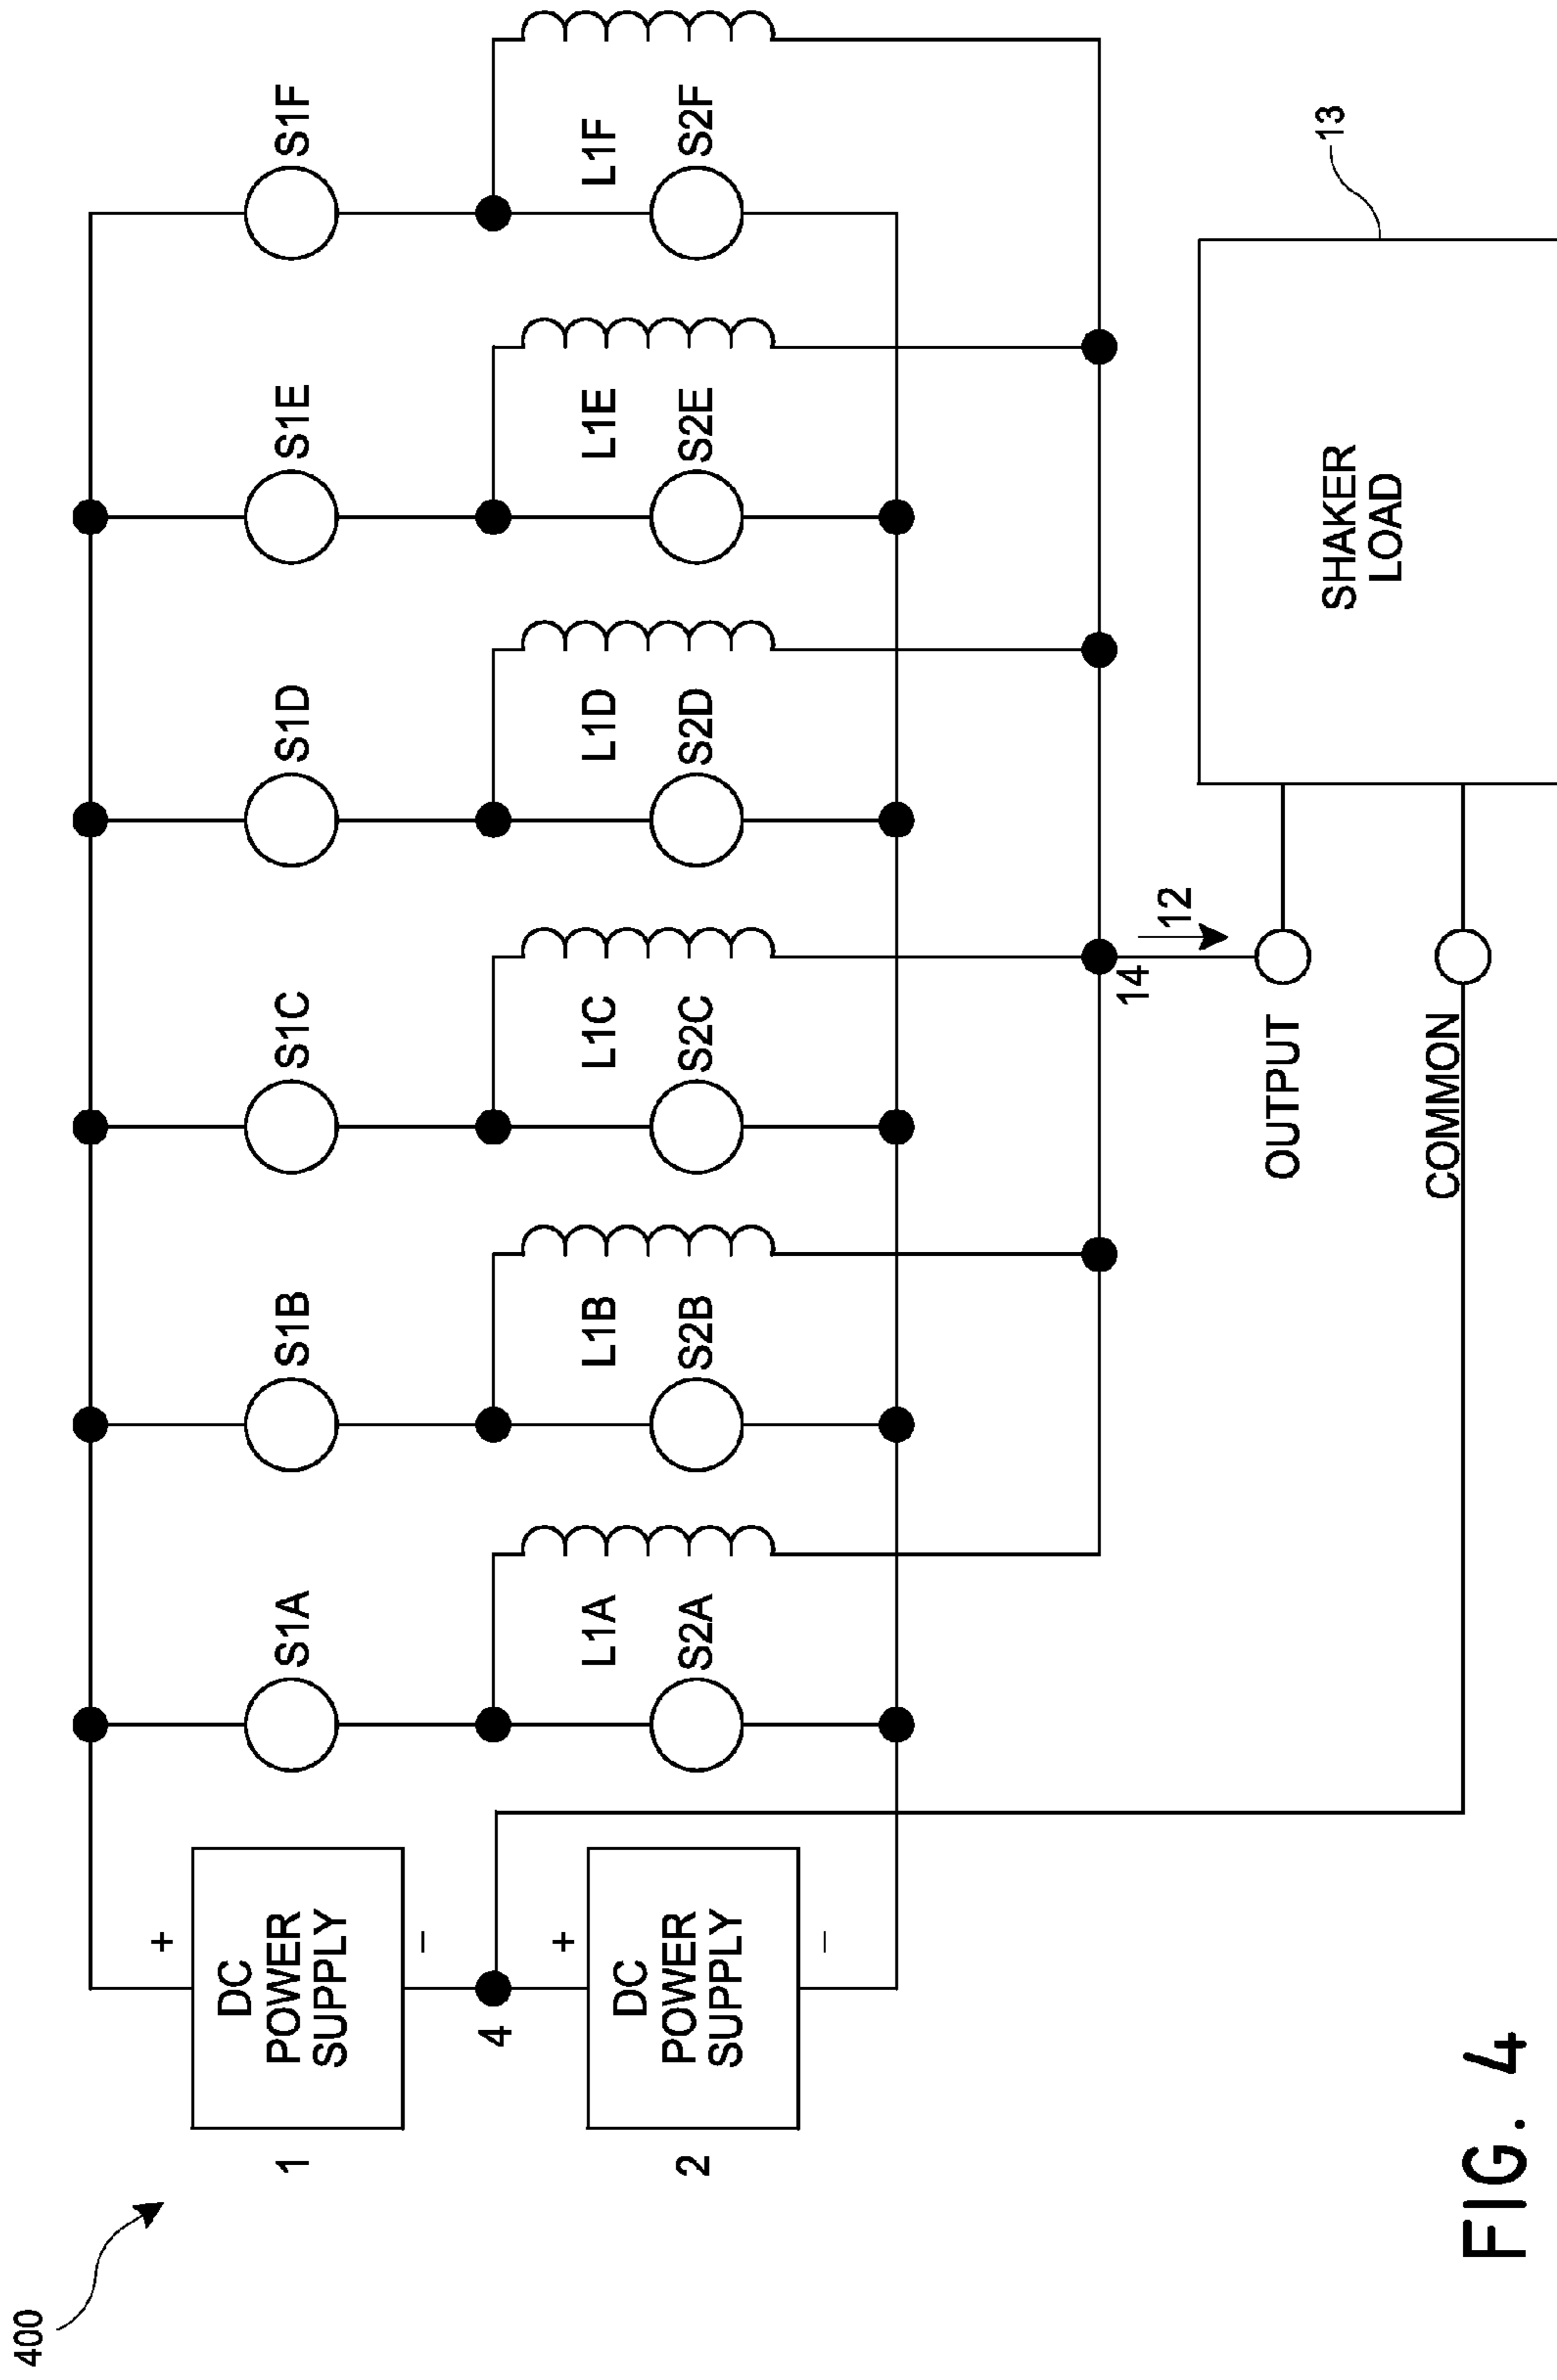 400
1
DC
POWER
SUPPLY
+
−
4
2
DC
POWER
SUPPLY
+
−
S1A
S1B
S1C
S1D
S1E
S1F
L1A
L1B
L1C
L1D
L1E
L1F
S2A
S2B
S2C
S2D
S2E
S2F
14
12
OUTPUT
COMMON
SHAKER
LOAD
13
FIG. 4